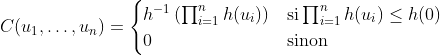 C(u_1, \ldots, u_n) = \begin{cases} h^{-1}\left(\prod_{i=1}^{n} h(u_i)\right) & \text{si} \prod_{i=1}^{n} h(u_i) \leq h(0) \\ 0 & \text{sinon} \end{cases}